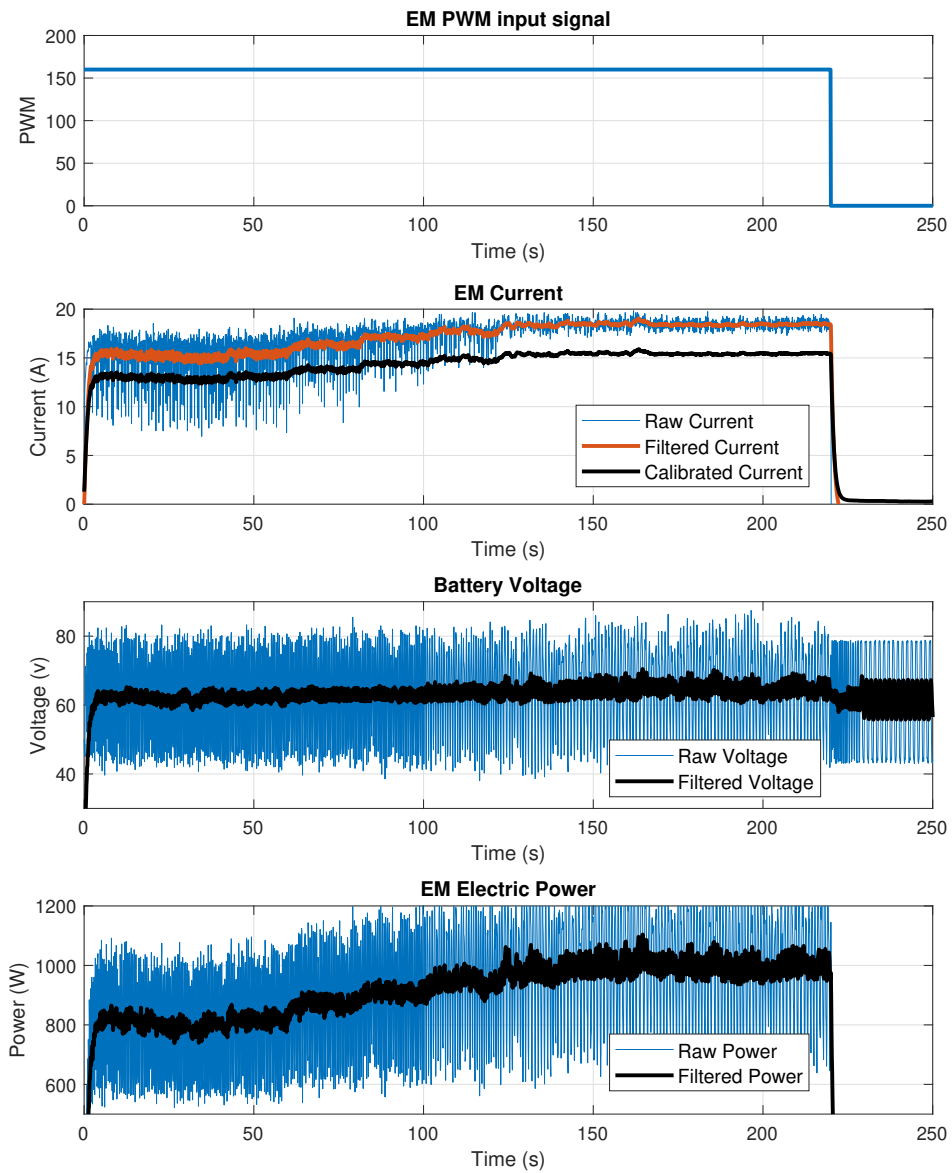 EM PWM input signal
200
150
100
50
0
PWM
0 50 100 150 200 250
Time (s)
EM Current
20
15
10
5
0
Current (A)
Raw Current
Filtered Current
Calibrated Current
0 50 100 150 200 250
Time (s)
Battery Voltage
80
60
40
Voltage (v)
Raw Voltage
Filtered Voltage
0 50 100 150 200 250
Time (s)
EM Electric Power
1200
1000
800
600
Power (W)
Raw Power
Filtered Power
0 50 100 150 200 250
Time (s)